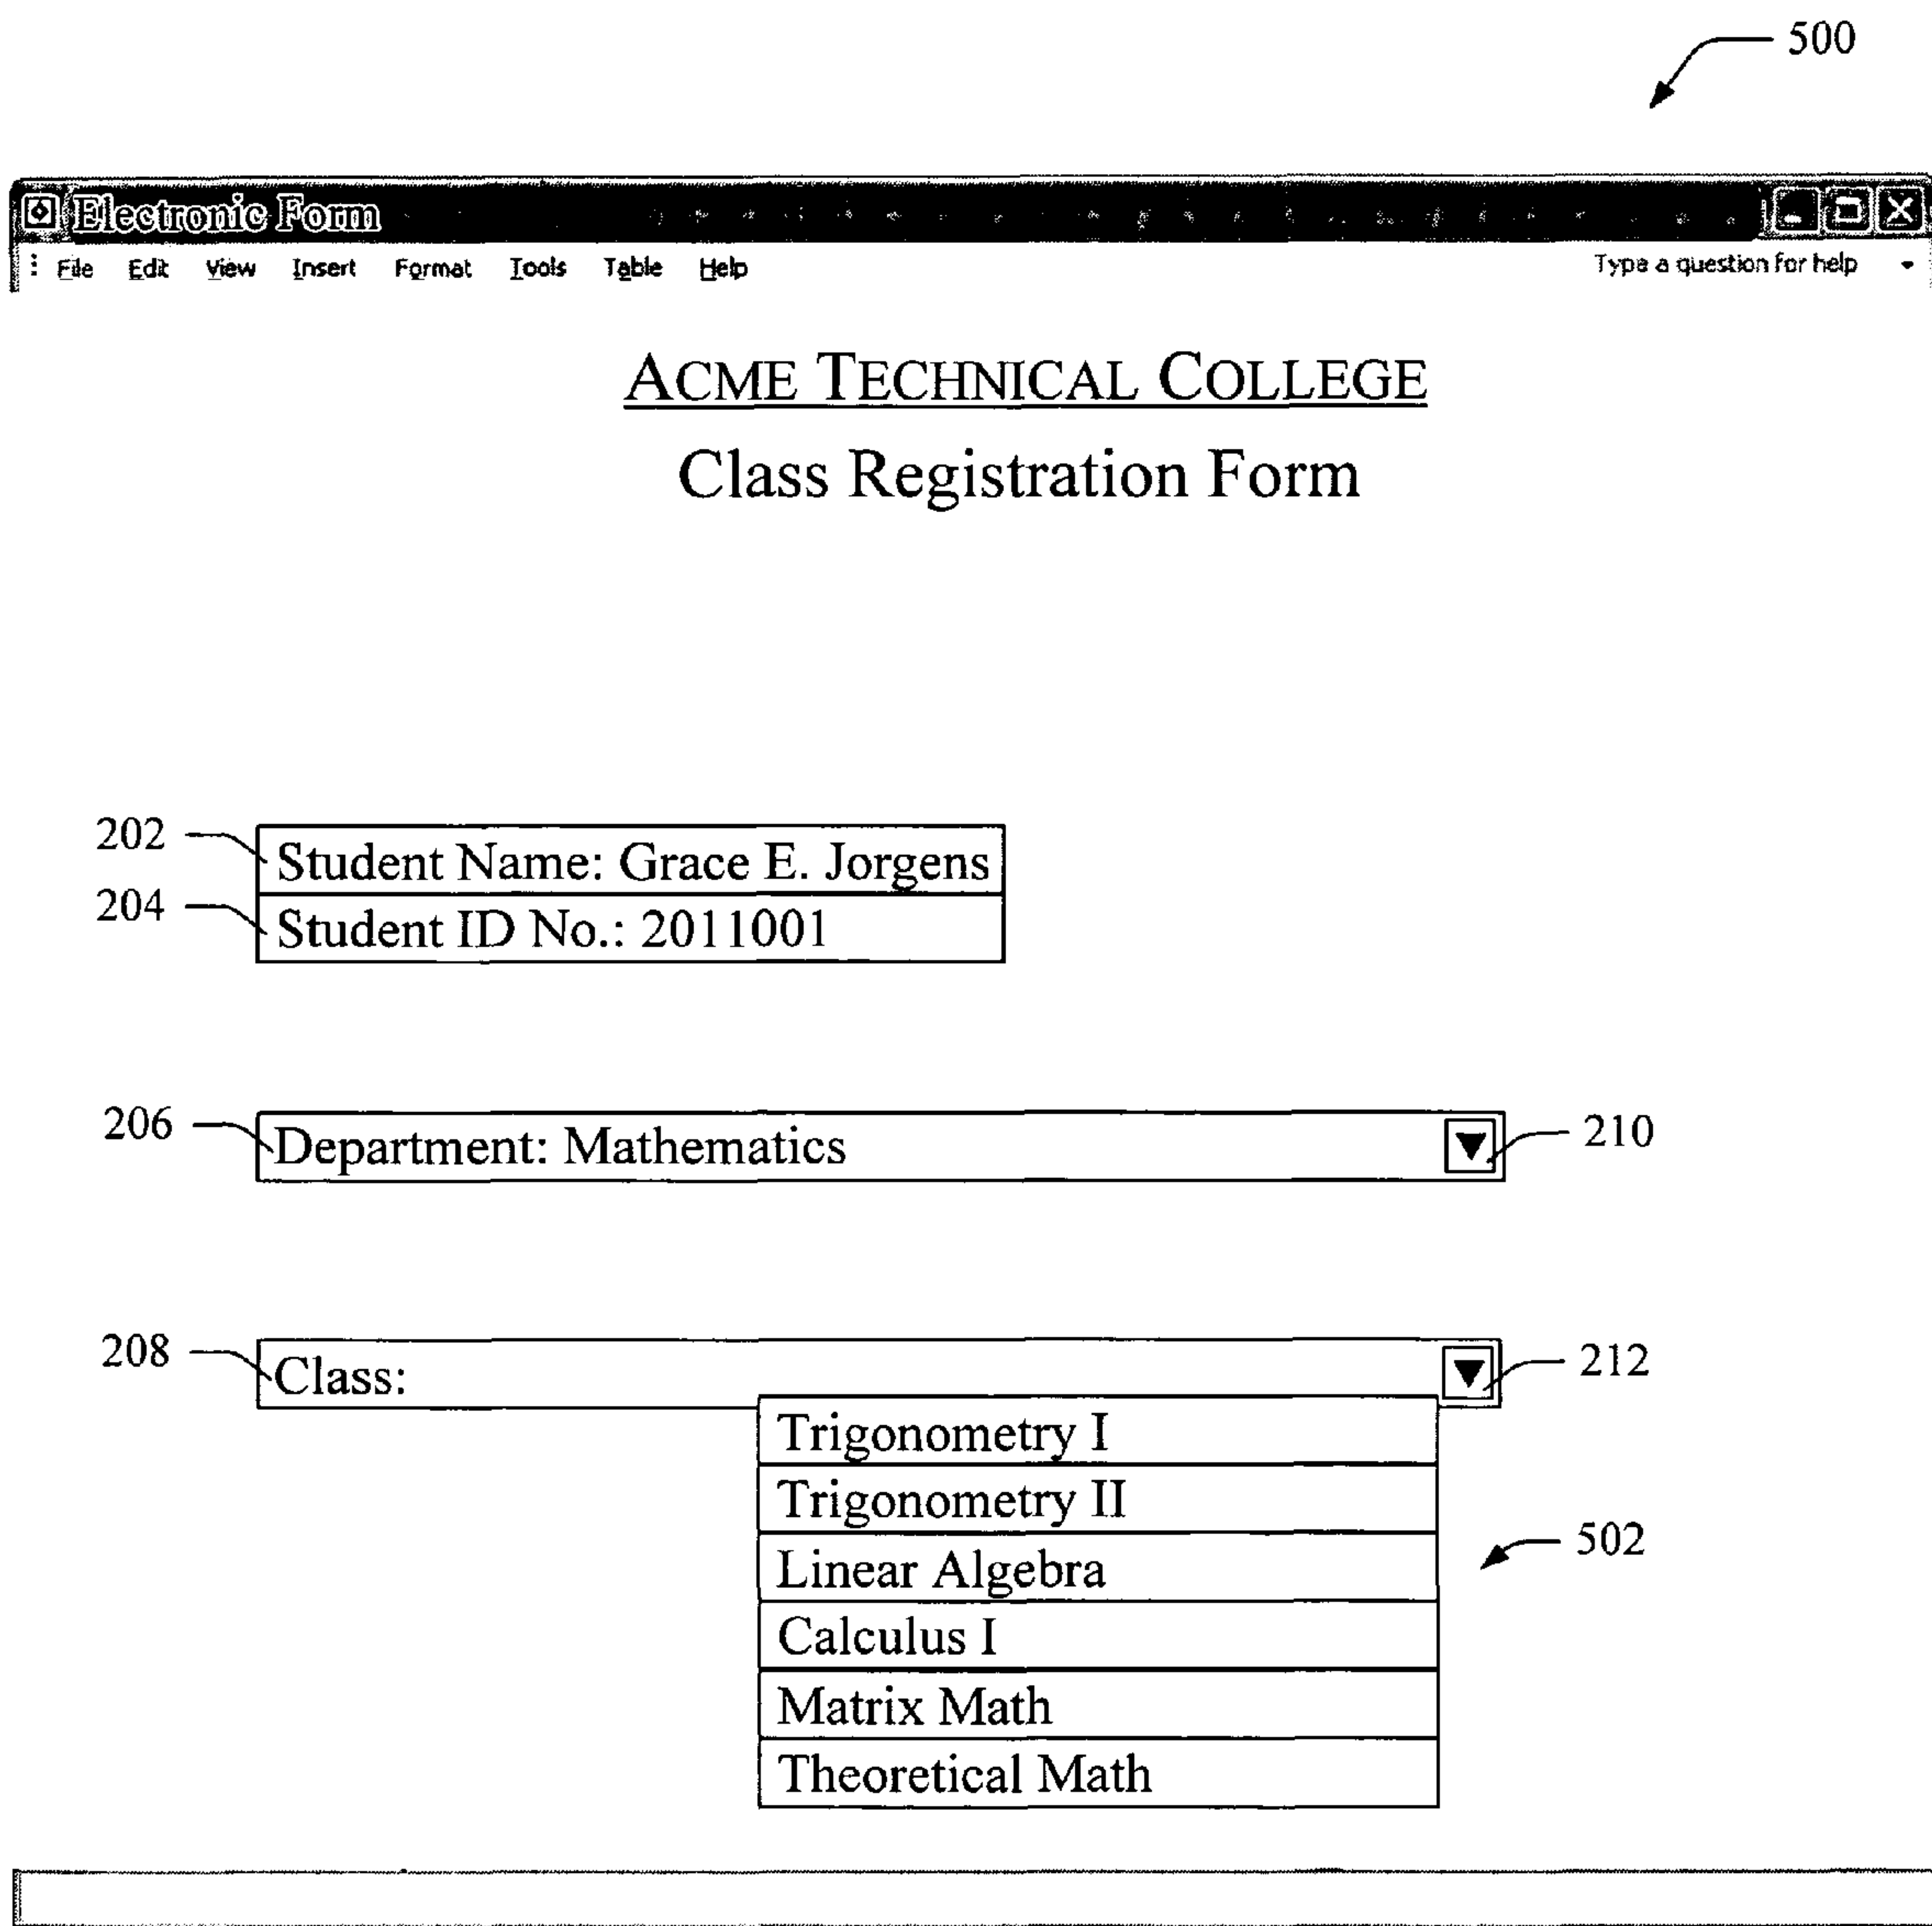 500
Electronic Form
File Edit View Insert Format Tools Table Help Type a question for help
ACME TECHNICAL COLLEGE
Class Registration Form
202 Student Name: Grace E. Jorgens
204 Student ID No.: 2011001
206 Department: Mathematics 210
208 Class: 212
Trigonometry I
Trigonometry II
Linear Algebra 502
Calculus I
Matrix Math
Theoretical Math